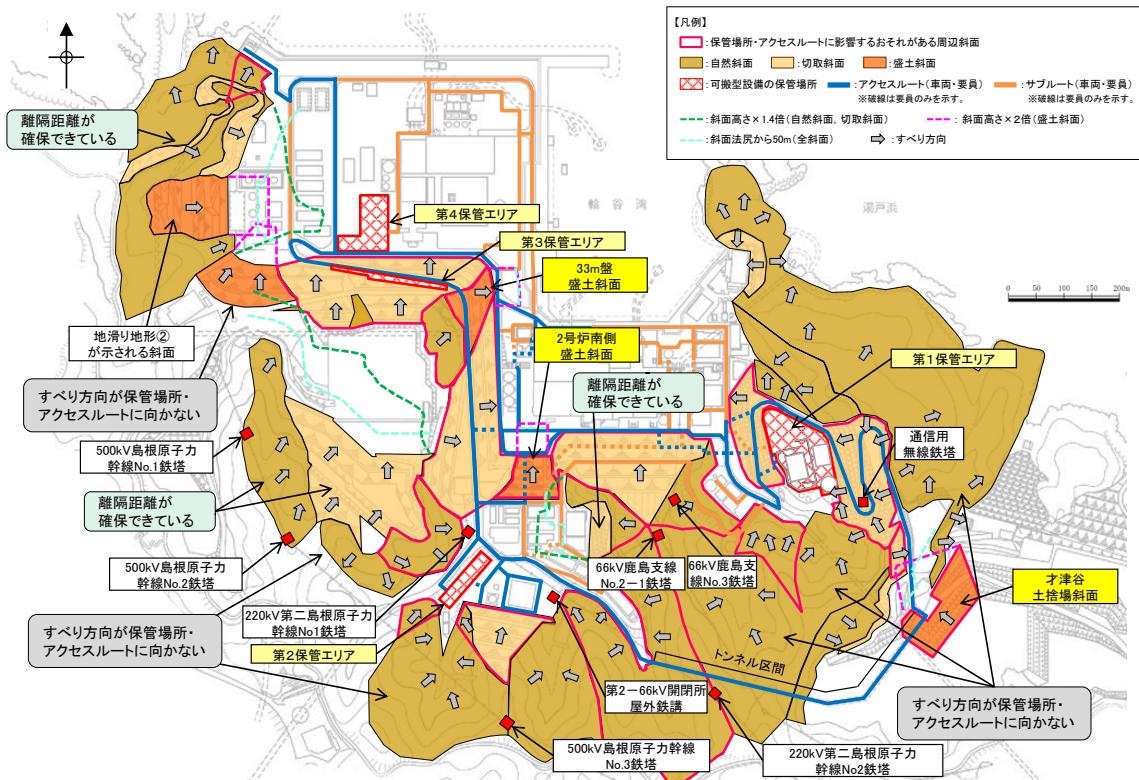 【凡例】
：保管場所・アクセスルートに影響するおそれがある周辺斜面
：自然斜面
：切取斜面
：盛土斜面
：可搬型設備の保管場所
アクセスルート（車両・要員）
※破線は要員のみを示す。
サブルート（車両・要員）
※破線は要員のみを示す。
：斜面高さ×1.4倍（自然斜面，切取斜面）
：斜面高さ×2倍（盛土斜面）
：斜面法尻から50m（全斜面）
：すべり方向
離隔距離が
確保できている
第4保管エリア
輪谷湾
湯戸浜
第3保管エリア
33m盤
盛土斜面
0 50 100 150 200m
地滑り地形②
が示される斜面
2号炉南側
盛土斜面
第1保管エリア
離隔距離が
確保できている
すべり方向が保管場所・
アクセスルートに向かない
通信用
無線鉄塔
500kV島根原子力
幹線No.1鉄塔
離隔距離が
確保できている
500kV島根原子力
幹線No.2鉄塔
66kV鹿島支線
No.2－1鉄塔
66kV鹿島支
線No.3鉄塔
才津谷
土捨場斜面
220kV第二島根原子力
幹線No1鉄塔
すべり方向が保管場所・
アクセスルートに向かない
第2保管エリア
トンネル区間
第2－66kV開閉所
屋外鉄構
すべり方向が保管場所・
アクセスルートに向かない
500kV島根原子力幹線
No.3鉄塔
220kV第二島根原子力
幹線No2鉄塔